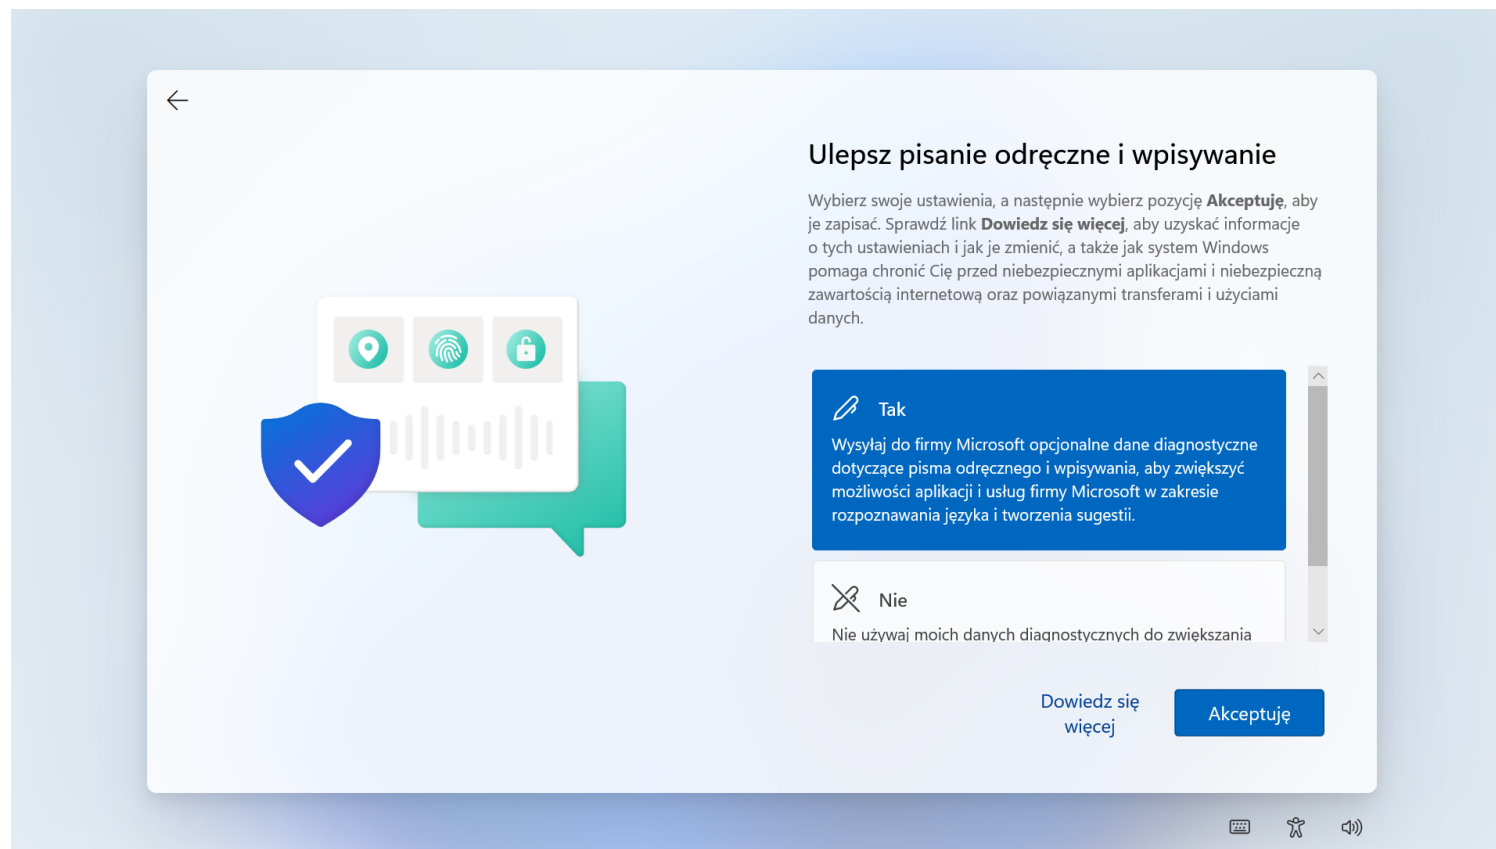 Ulepsz pisanie odręczne i wpisywanie
Wybierz swoje ustawienia, a następnie wybierz pozycję Akceptuję, aby
je zapisać. Sprawdź link Dowiedz się więcej, aby uzyskać informacje
o tych ustawieniach i jak je zmienić, a także jak system Windows
pomaga chronić Cię przed niebezpiecznymi aplikacjami i niebezpieczną
zawartością internetową oraz powiązanymi transferami i użyciami
danych.
Tak
Wysyłaj do firmy Microsoft opcjonalne dane diagnostyczne
dotyczące pisma odręcznego i wpisywania, aby zwiększyć
możliwości aplikacji i usług firmy Microsoft w zakresie
rozpoznawania języka i tworzenia sugestii.
Nie
Nie używaj moich danych diagnostycznych do zwiększania
Dowiedz się
więcej
Akceptuję